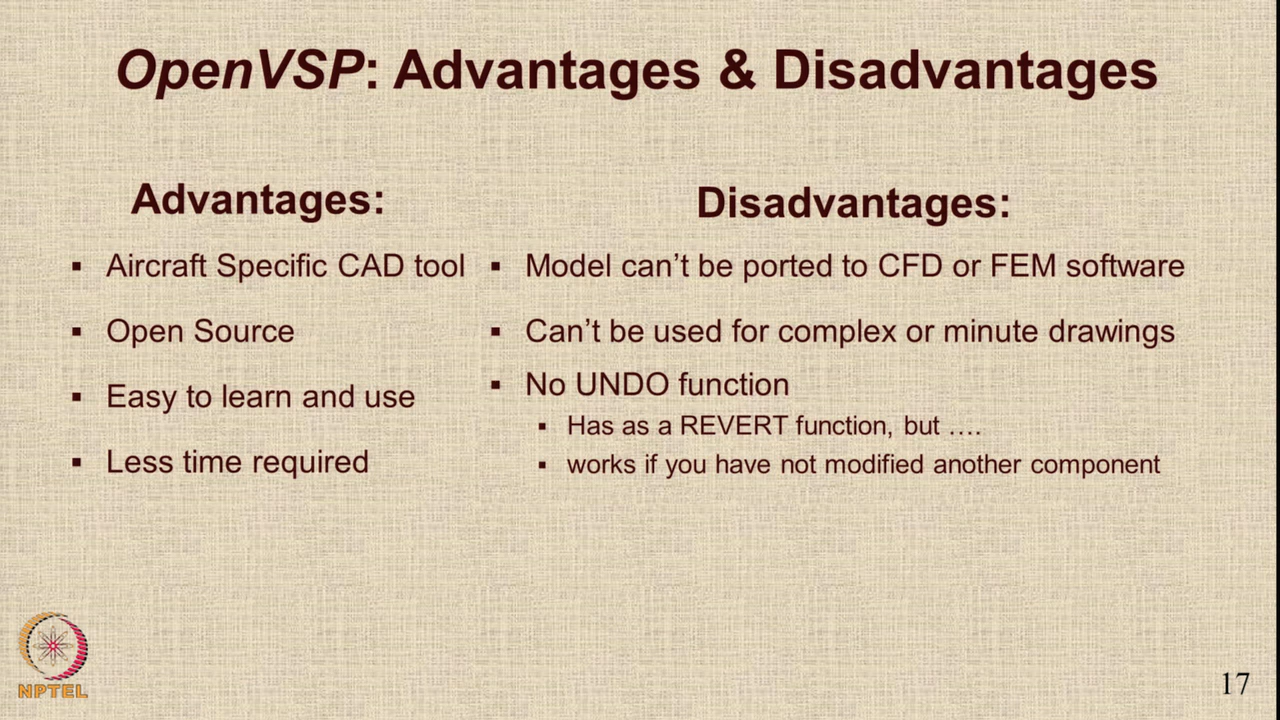 OpenVSP: Advantages & Disadvantages
Advantages:
▪ Aircraft Specific CAD tool
▪ Open Source
▪ Easy to learn and use
▪ Less time required
Disadvantages:
▪ Model can't be ported to CFD or FEM software
▪ Can't be used for complex or minute drawings
▪ No UNDO function
▪ Has as a REVERT function, but ....
▪ works if you have not modified another component
NPTEL
17